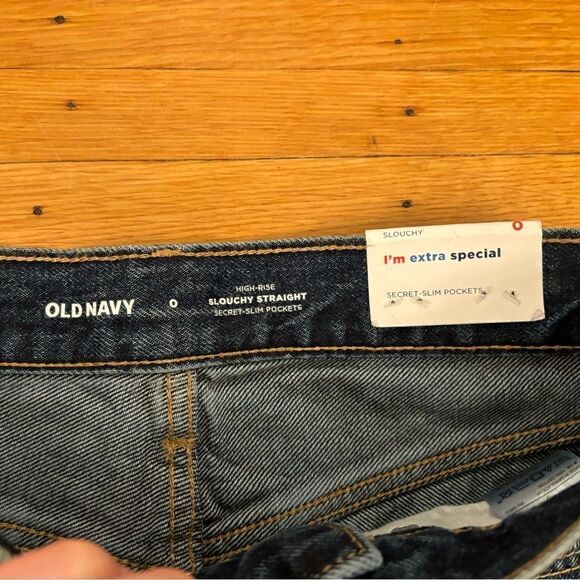 SLOUCHY 0
I'm extra special
SECRET-SLIM POCKETS
OLD NAVY 0
HIGH-RISE
SLOUCHY STRAIGHT
SECRET-SLIM POCKETS